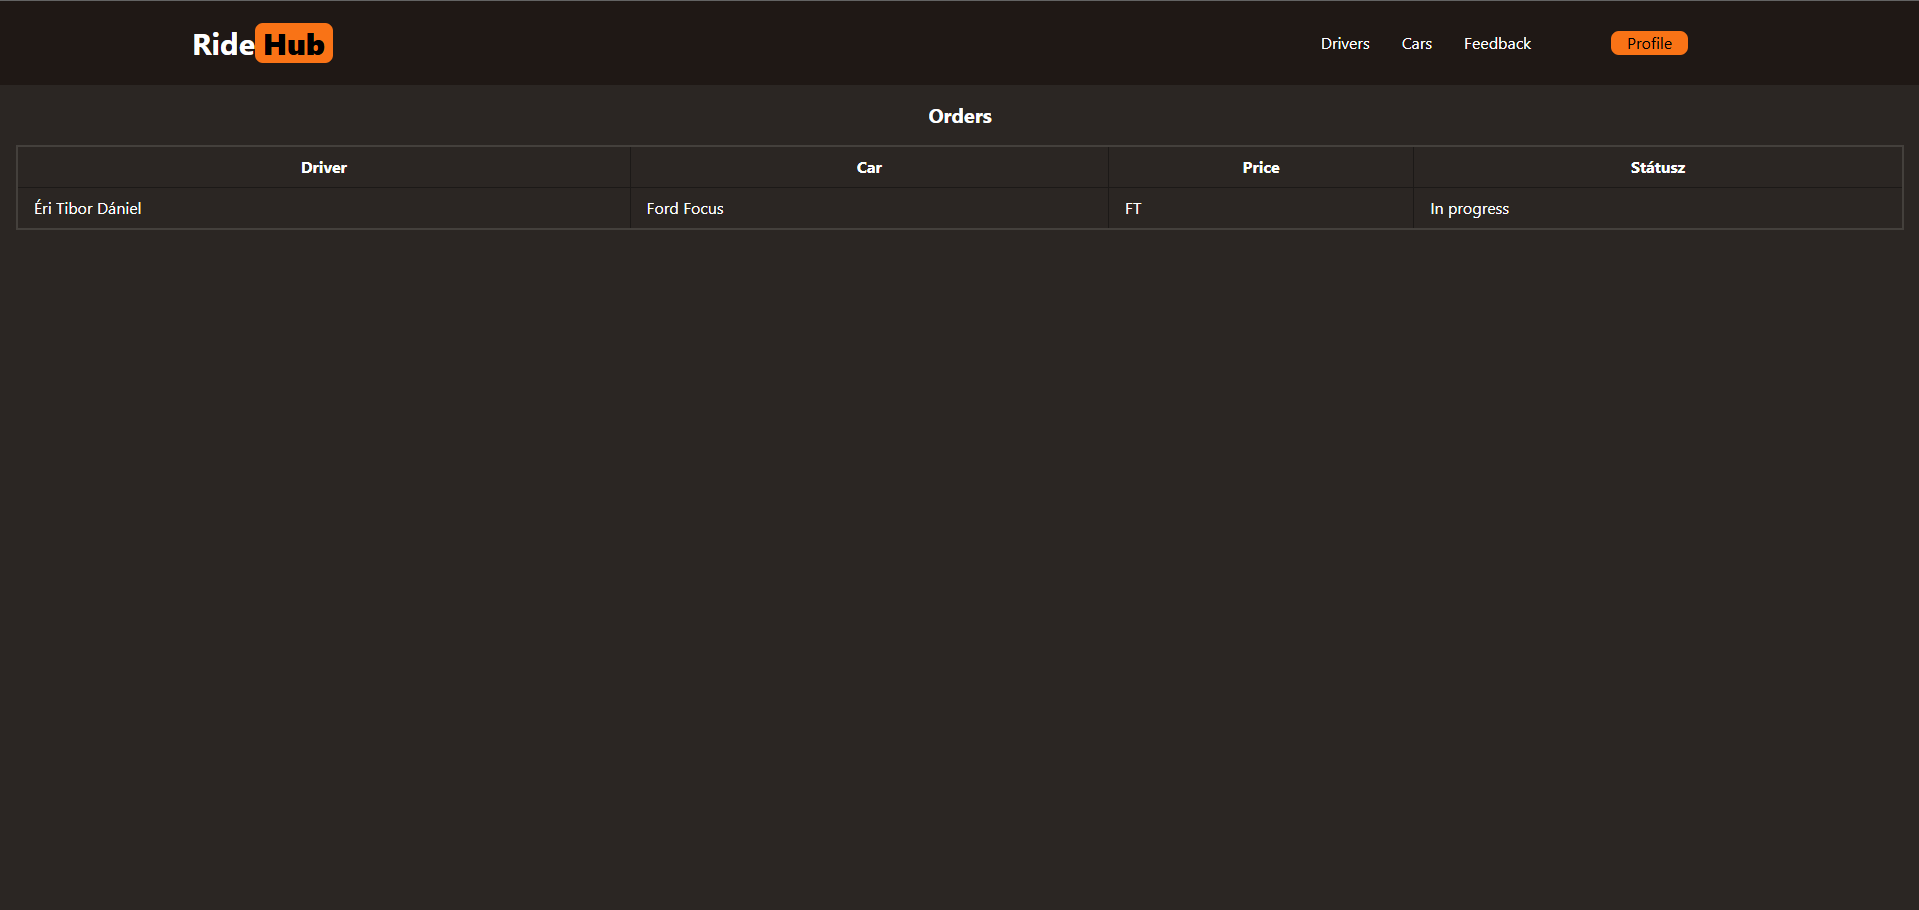 Ride Hub Drivers Cars Feedback Profile
Orders
Driver Car Price Státusz
Éri Tibor Dániel Ford Focus FT In progress